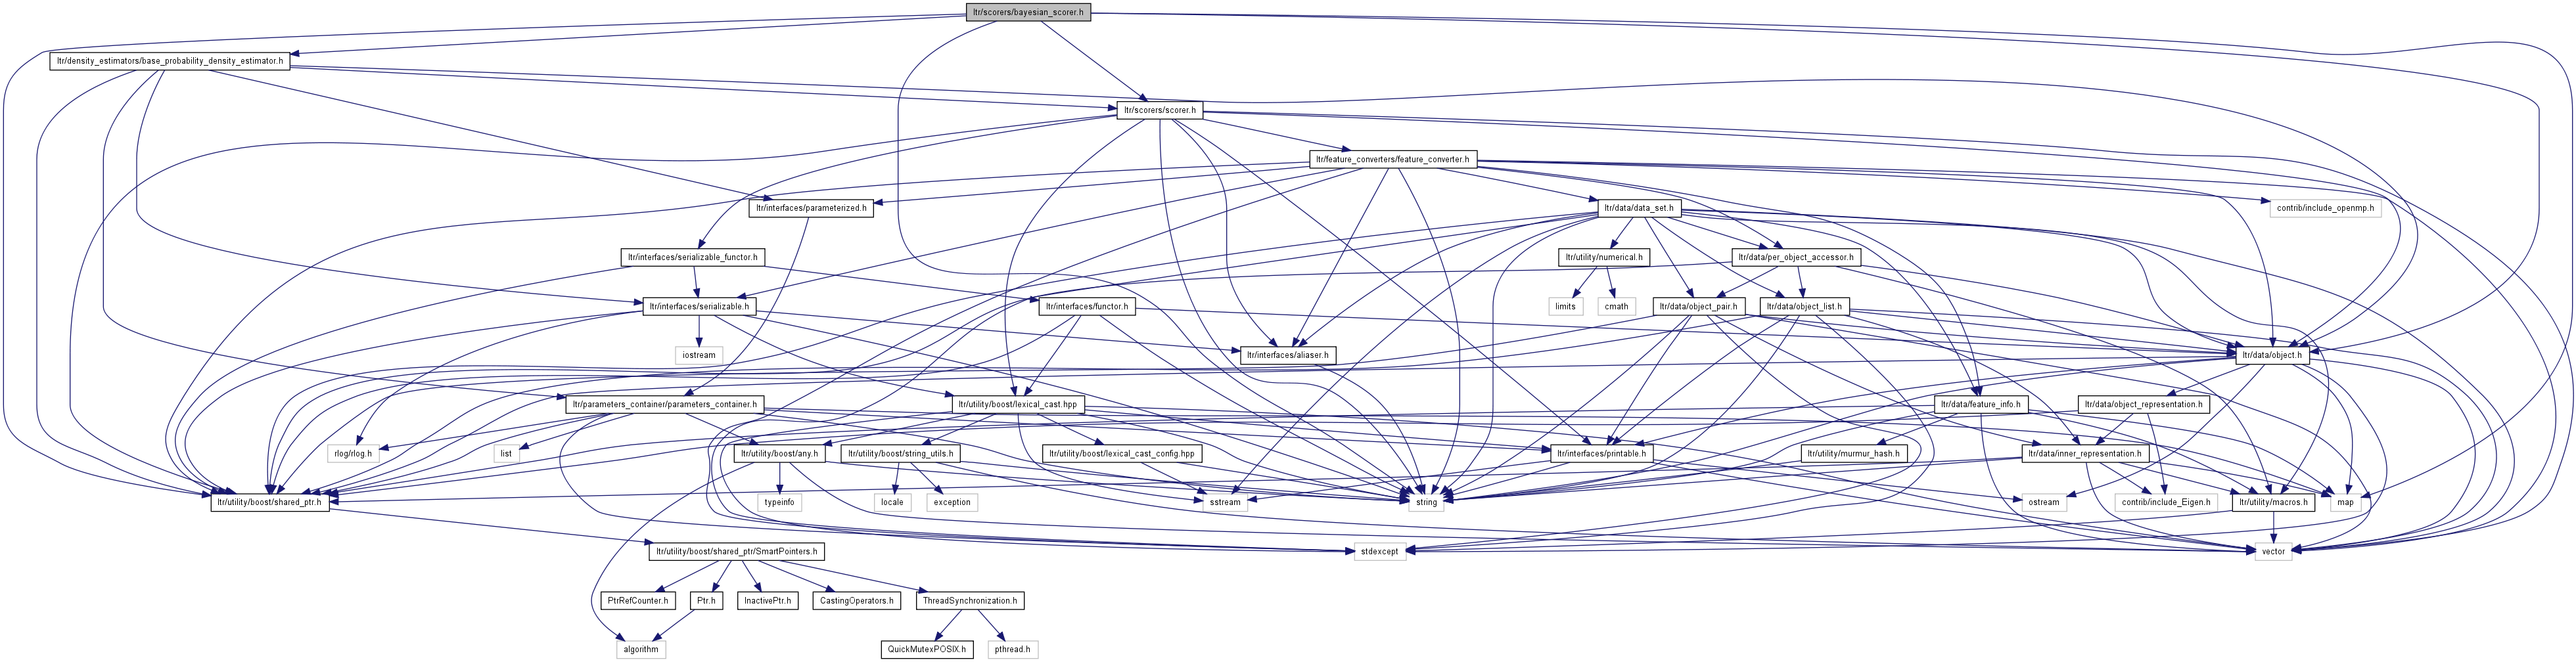 ltr/scorers/bayesian_scorer.h
ltr/density_estimators/base_probability_density_estimator.h
ltr/scorers/scorer.h
ltr/feature_converters/feature_converter.h
ltr/interfaces/parameterized.h
ltr/data/data_set.h
contrib/include_openmp.h
ltr/interfaces/serializable_functor.h
ltr/utility/numerical.h
ltr/data/per_object_accessor.h
ltr/interfaces/serializable.h
ltr/interfaces/functor.h
limits
cmath
ltr/data/object_pair.h
ltr/data/object_list.h
iostream
ltr/interfaces/aliaser.h
ltr/data/object.h
ltr/parameters_container/parameters_container.h
ltr/utility/boost/lexical_cast.hpp
ltr/data/feature_info.h
ltr/data/object_representation.h
rlog/rlog.h
list
ltr/utility/boost/any.h
ltr/utility/boost/string_utils.h
ltr/utility/boost/lexical_cast_config.hpp
ltr/interfaces/printable.h
ltr/utility/murmur_hash.h
ltr/data/inner_representation.h
ltr/utility/boost/shared_ptr.h
typeinfo
locale
exception
sstream
string
ostream
contrib/include_Eigen.h
ltr/utility/macros.h
map
ltr/utility/boost/shared_ptr/SmartPointers.h
stdexcept
vector
PtrRefCounter.h
Ptr.h
InactivePtr.h
CastingOperators.h
ThreadSynchronization.h
algorithm
QuickMutexPOSIX.h
pthread.h